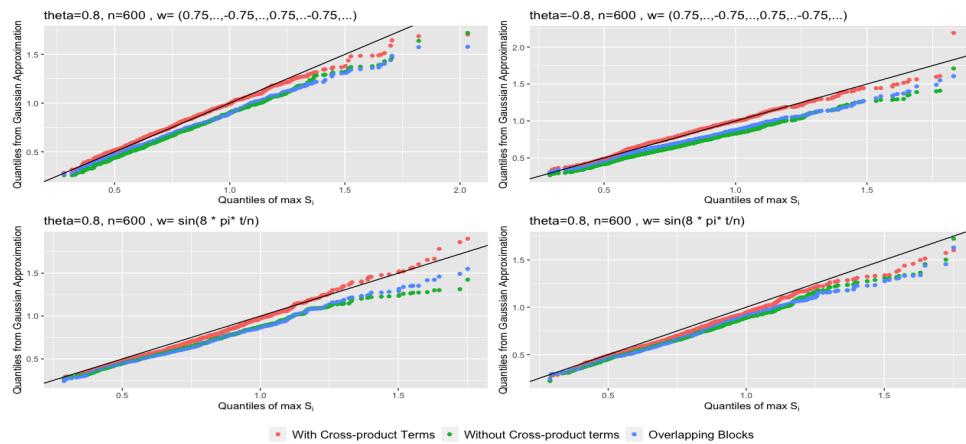 theta=0.8, n=600 , w= (0.75,..,-0.75,..,0.75,..-0.75,...)
Quantiles from Gaussian Approximation
1.5
1.0
0.5
0.5
1.0
1.5
2.0
Quantiles of max Si
theta=-0.8, n=600 , w= (0.75,..,-0.75,..,0.75,..-0.75,...)
Quantiles from Gaussian Approximation
2.0
1.5
1.0
0.5
0.5
1.0
1.5
Quantiles of max Si
theta=0.8, n=600 , w= sin(8 * pi* t/n)
Quantiles from Gaussian Approximation
1.5
1.0
0.5
0.5
1.0
1.5
Quantiles of max Si
theta=0.8, n=600 , w= sin(8 * pi* t/n)
Quantiles from Gaussian Approximation
1.5
1.0
0.5
0.5
1.0
1.5
Quantiles of max Si
With Cross-product Terms
Without Cross-product terms
Overlapping Blocks